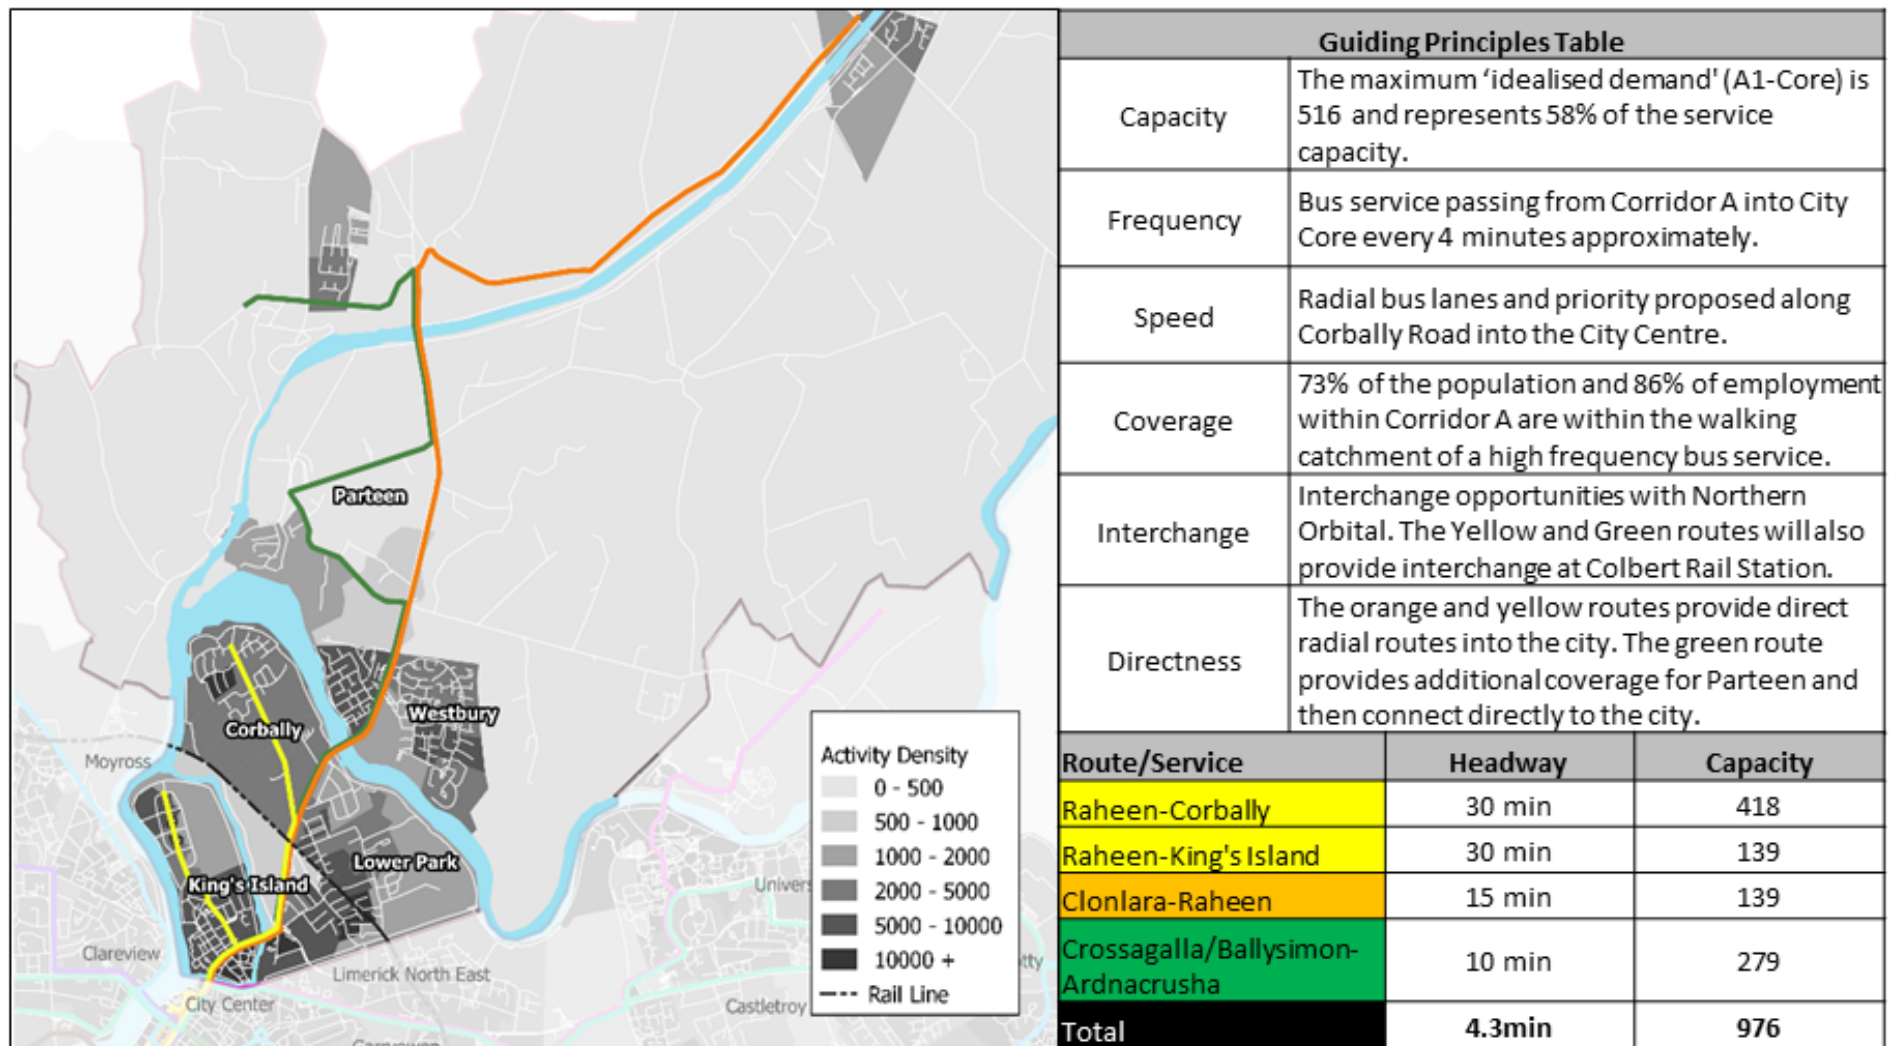 Parteen
Corbally
Westbury
Moyross
Lower Park
King's Island
Clareview
Limerick North East
City Center
Castletroy
Activity Density
0 - 500
500 - 1000
1000 - 2000
2000 - 5000
5000 - 10000
10000 +
Rail Line
Guiding Principles Table
Capacity
The maximum ‘idealised demand' (A1-Core) is
516 and represents 58% of the service
capacity.
Frequency
Bus service passing from Corridor A into City
Core every 4 minutes approximately.
Speed
Radial bus lanes and priority proposed along
Corbally Road into the City Centre.
Coverage
73% of the population and 86% of employment
within Corridor A are within the walking
catchment of a high frequency bus service.
Interchange
Interchange opportunities with Northern
Orbital. The Yellow and Green routes will also
provide interchange at Colbert Rail Station.
Directness
The orange and yellow routes provide direct
radial routes into the city. The green route
provides additional coverage for Parteen and
then connect directly to the city.
Route/Service Headway Capacity
Raheen-Corbally 30 min 418
Raheen-King's Island 30 min 139
Clonlara-Raheen 15 min 139
Crossagalla/Ballysimon-
Ardnacrusha 10 min 279
Total 4.3min 976